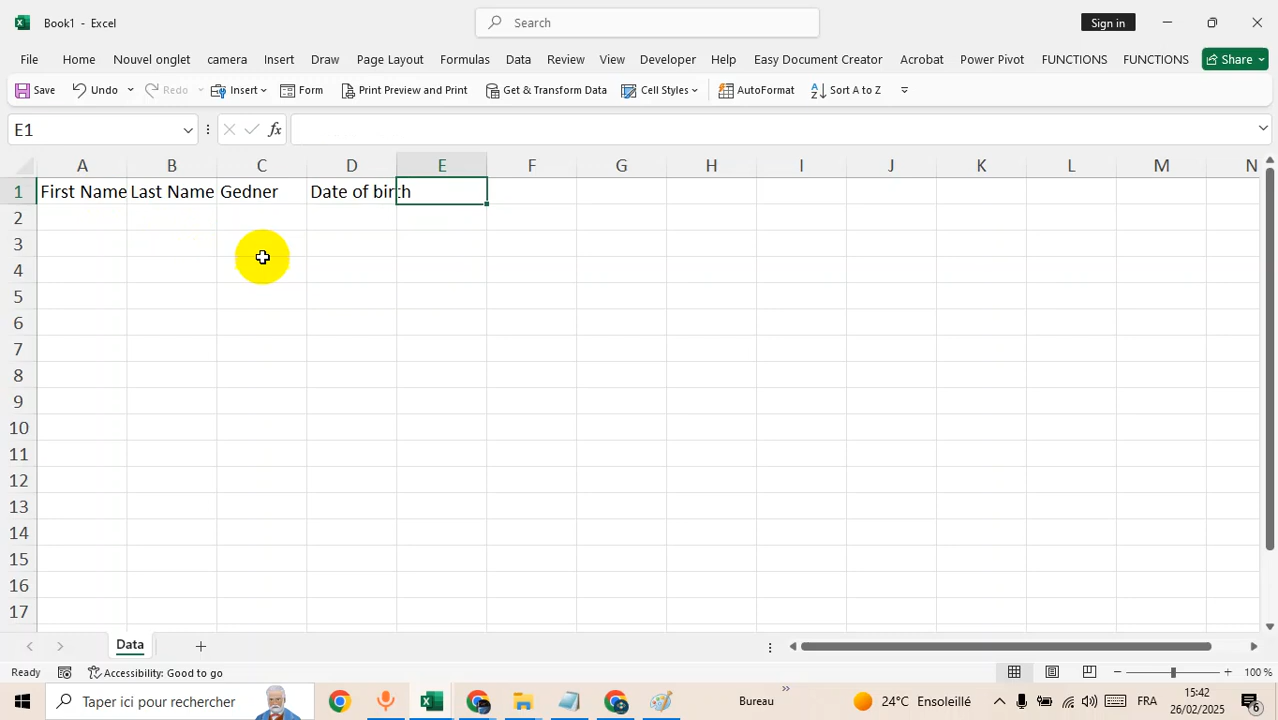 Book1 - Excel
Search
Sign in
File Home Nouvel onglet camera Insert Draw Page Layout Formulas Data Review View Developer Help Easy Document Creator Acrobat Power Pivot FUNCTIONS FUNCTIONS Share
Save Undo Redo Insert Form Print Preview and Print Get & Transform Data Cell Styles AutoFormat Sort A to Z
E1 fx
A B C D E F G H I J K L M N
1 First Name Last Name Gedner Date of birth
2
3
4
5
6
7
8
9
10
11
12
13
14
15
16
17
Data
Ready Accessibility: Good to go 100 %
Taper ici pour rechercher Bureau 24°C Ensoleillé FRA 15:42
26/02/2025 6